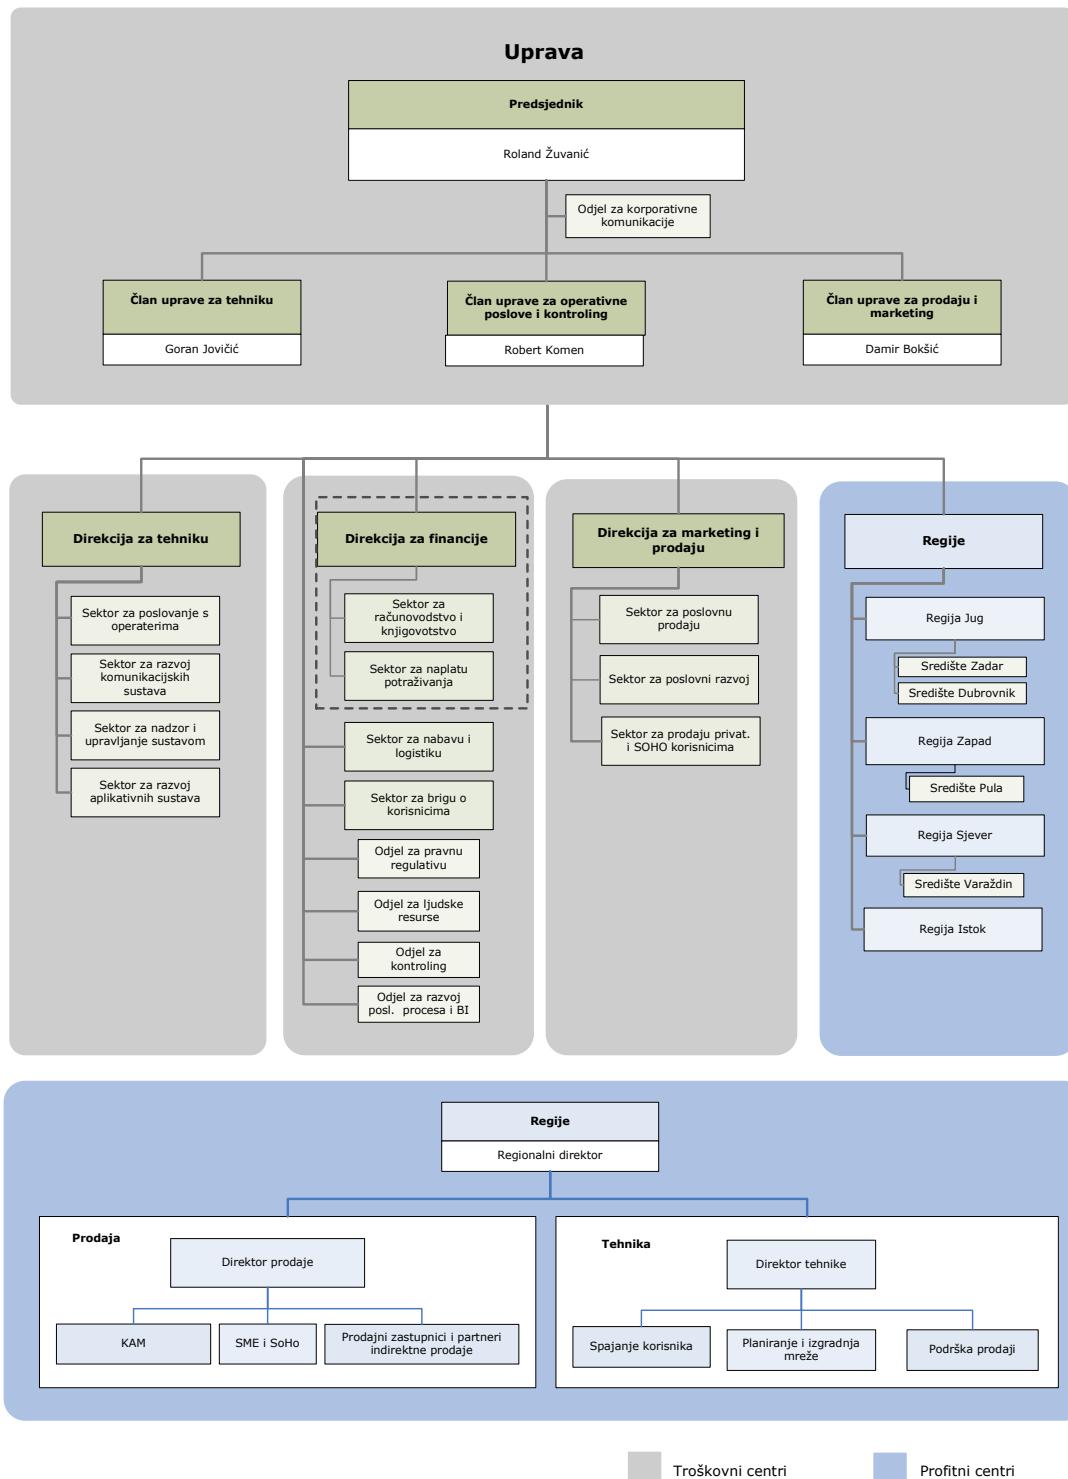 Uprava
Predsjednik
Roland Žuvanić
Odjel za korporativne
komunikacije
Član uprave za tehniku
Goran Jovičić
Član uprave za operativne
poslove i kontroling
Robert Komen
Član uprave za prodaju i
marketing
Damir Bokšić
Direkcija za tehniku
Sektor za poslovanje s
operaterima
Sektor za razvoj
komunikacijskih
sustava
Sektor za nadzor i
upravljanje sustavom
Sektor za razvoj
aplikativnih sustava
Direkcija za financije
Sektor za
računovodstvo i
knjigovotstvo
Sektor za naplatu
potraživanja
Sektor za nabavu i
logistiku
Sektor za brigu o
korisnicima
Odjel za pravnu
regulativu
Odjel za ljudske
resurse
Odjel za
kontroling
Odjel za razvoj
posl. procesa i BI
Direkcija za marketing i
prodaju
Sektor za poslovnu
prodaju
Sektor za poslovni razvoj
Sektor za prodaju privat.
i SOHO korisnicima
Regije
Regija Jug
Središte Zadar
Središte Dubrovnik
Regija Zapad
Središte Pula
Regija Sjever
Središte Varaždin
Regija Istok
Regije
Regionalni direktor
Prodaja
Direktor prodaje
KAM
SME i SoHo
Prodajni zastupnici i partneri
indirektne prodaje
Tehnika
Direktor tehnike
Spajanje korisnika
Planiranje i izgradnja
mreže
Podrška prodaji
Troškovni centri
Profitni centri